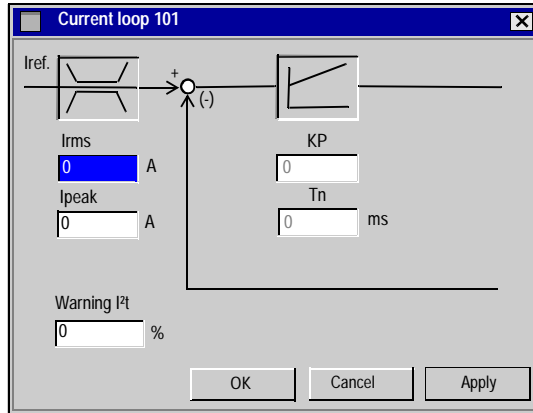 Current loop 101
Iref.
+
(-)
Irms
0 A
Ipeak
0 A
KP
0
Tn
0 ms
Warning I²t
0 %
OK Cancel Apply